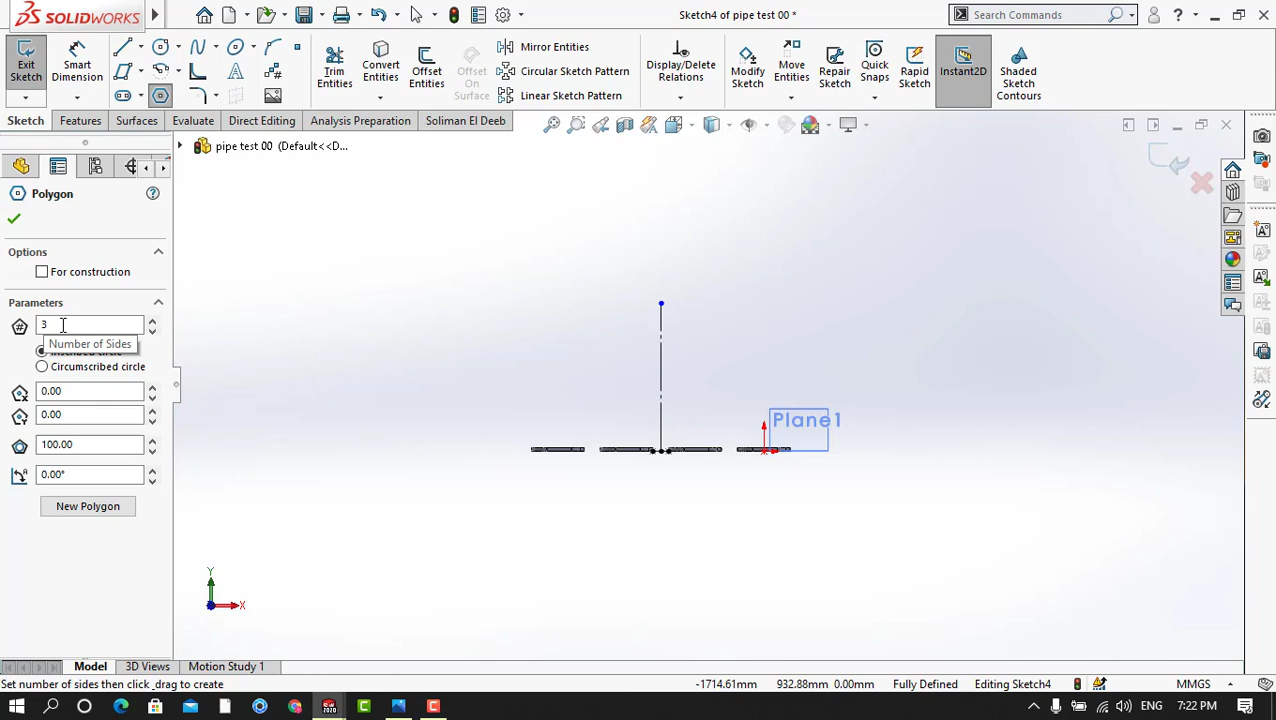 SOLIDWORKS
Sketch4 of pipe test 00 *
Search Commands
Exit Sketch
Smart Dimension
Trim Entities
Convert Entities
Offset Entities
Offset On Surface
Mirror Entities
Circular Sketch Pattern
Linear Sketch Pattern
Display/Delete Relations
Modify Sketch
Move Entities
Repair Sketch
Quick Snaps
Rapid Sketch
Instant2D
Shaded Sketch Contours
Sketch
Features
Surfaces
Evaluate
Direct Editing
Analysis Preparation
Soliman El Deeb
pipe test 00 (Default<<D...
Polygon
Options
For construction
Parameters
3
Number of Sides
Inscribed circle
Circumscribed circle
0.00
0.00
100.00
0.00°
New Polygon
Plane1
Y
X
Model
3D Views
Motion Study 1
Set number of sides then click_drag to create
-1714.61mm
932.88mm
0.00mm
Fully Defined
Editing Sketch4
MMGS
ENG
7:22 PM